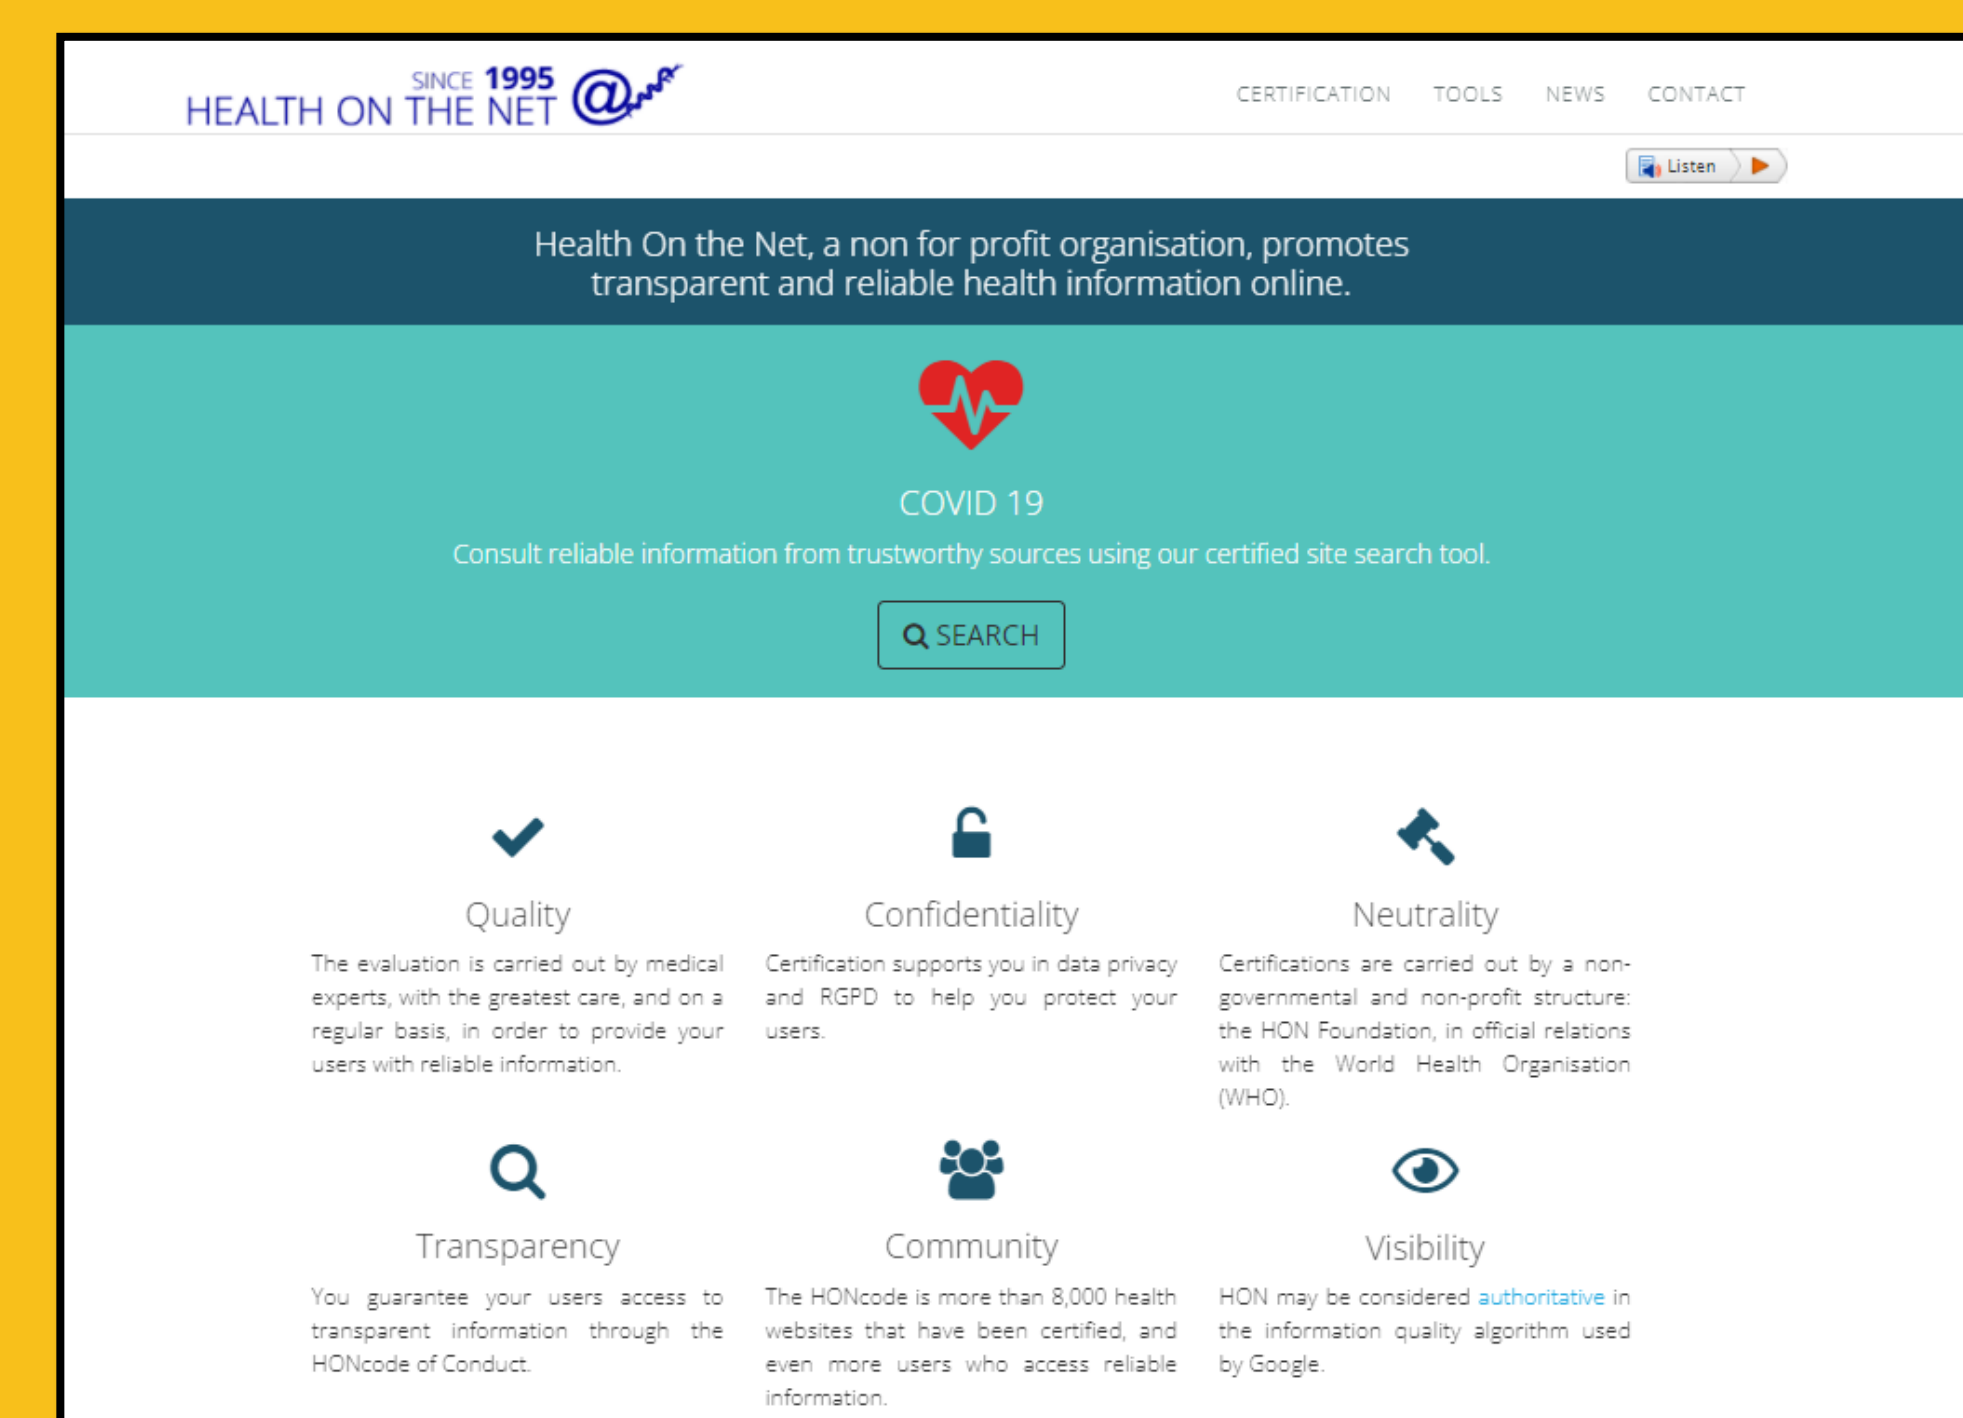 SINCE 1995
HEALTH ON THE NET @
CERTIFICATION TOOLS NEWS CONTACT
Listen
Health On the Net, a non for profit organisation, promotes
transparent and reliable health information online.
COVID 19
Consult reliable information from trustworthy sources using our certified site search tool.
SEARCH
Quality
The evaluation is carried out by medical
experts, with the greatest care, and on a
regular basis, in order to provide your
users with reliable information.
Confidentiality
Certification supports you in data privacy
and RGPD to help you protect your
users.
Neutrality
Certifications are carried out by a non-
governmental and non-profit structure:
the HON Foundation, in official relations
with the World Health Organisation
(WHO).
Transparency
You guarantee your users access to
transparent information through the
HONcode of Conduct.
Community
The HONcode is more than 8,000 health
websites that have been certified, and
even more users who access reliable
information.
Visibility
HON may be considered authoritative in
the information quality algorithm used
by Google.